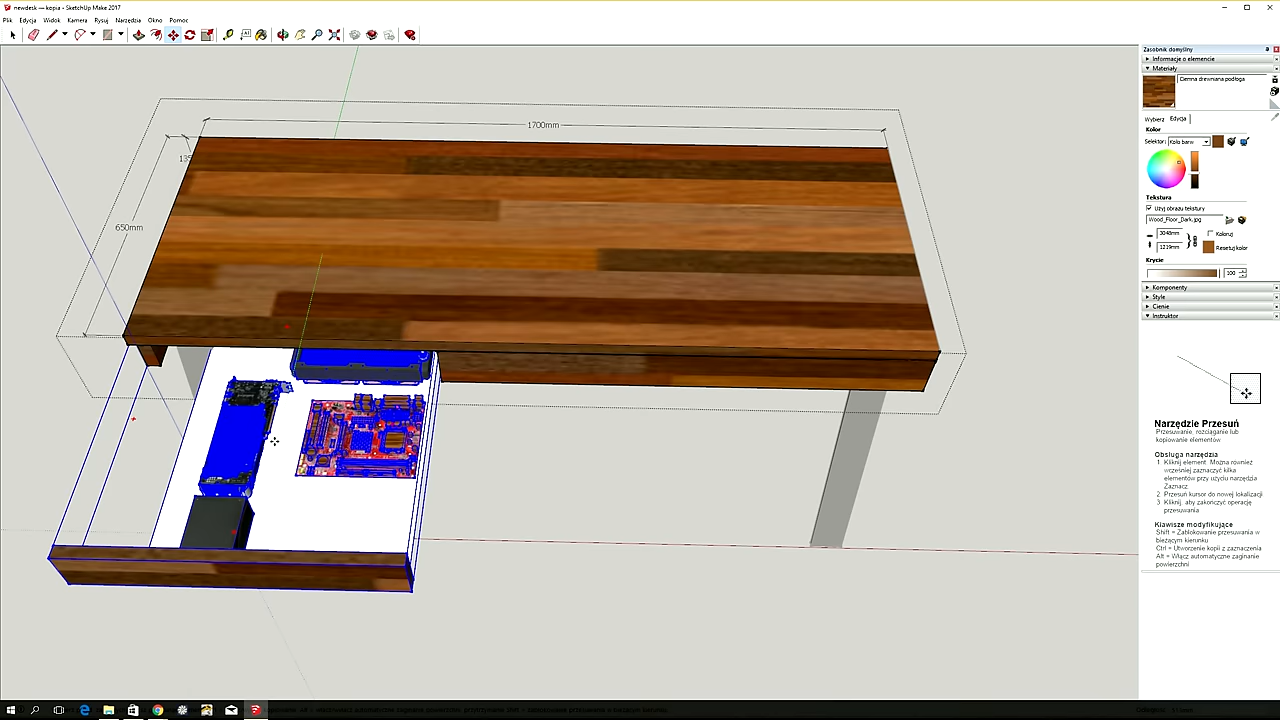 newdesk — kopia - SketchUp Make 2017
Plik Edycja Widok Kamera Rysuj Narzędzia Okno Pomoc
Zasobnik domyślny
Informacje o elemencie
Materiały
Ciemna drewniana podłoga
Wybierz Edycja
Kolor
Selektor: Koło barw
Tekstura
Użyj obrazu tekstury
Wood_Floor_Dark.jpg
3048mm
Koloruj
1219mm
Resetuj kolor
Krycie
100
Komponenty
Style
Cienie
Instruktor
1700mm
135
650mm
Narzędzie Przesuń
Przesuwanie, rozciąganie lub
kopiowanie elementów
Obsługa narzędzia
1. Kliknij element. Można również
wcześniej zaznaczyć kilka
elementów przy użyciu narzędzia
Zaznacz.
2. Przesuń kursor do nowej lokalizacji
3. Kliknij, aby zakończyć operację
przesuwania
Klawisze modyfikujące
Shift = Zablokowanie przesuwania w
bieżącym kierunku
Ctrl = Utworzenie kopii z zaznaczenia
Alt = Włącz automatyczne zaginanie
powierzchni